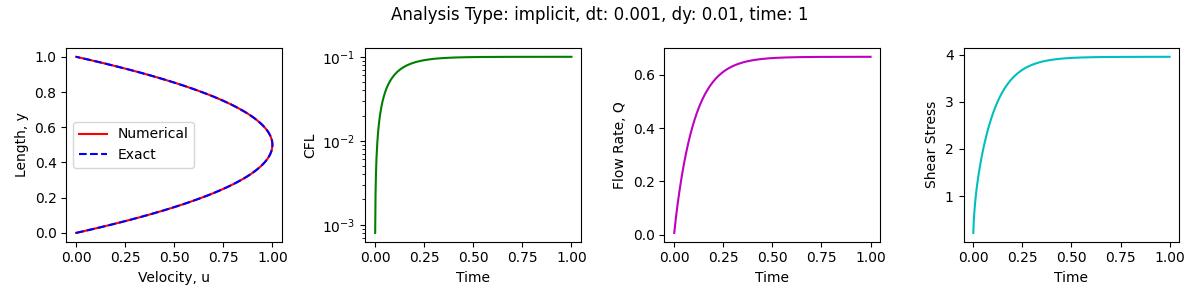 Analysis Type: implicit, dt: 0.001, dy: 0.01, time: 1
Length, y
1.0
0.8
0.6
0.4
0.2
0.0
Numerical
Exact
0.00 0.25 0.50 0.75 1.00
Velocity, u
CFL
10⁻¹
10⁻²
10⁻³
0.00 0.25 0.50 0.75 1.00
Time
Flow Rate, Q
0.6
0.4
0.2
0.0
0.00 0.25 0.50 0.75 1.00
Time
Shear Stress
4
3
2
1
0.00 0.25 0.50 0.75 1.00
Time